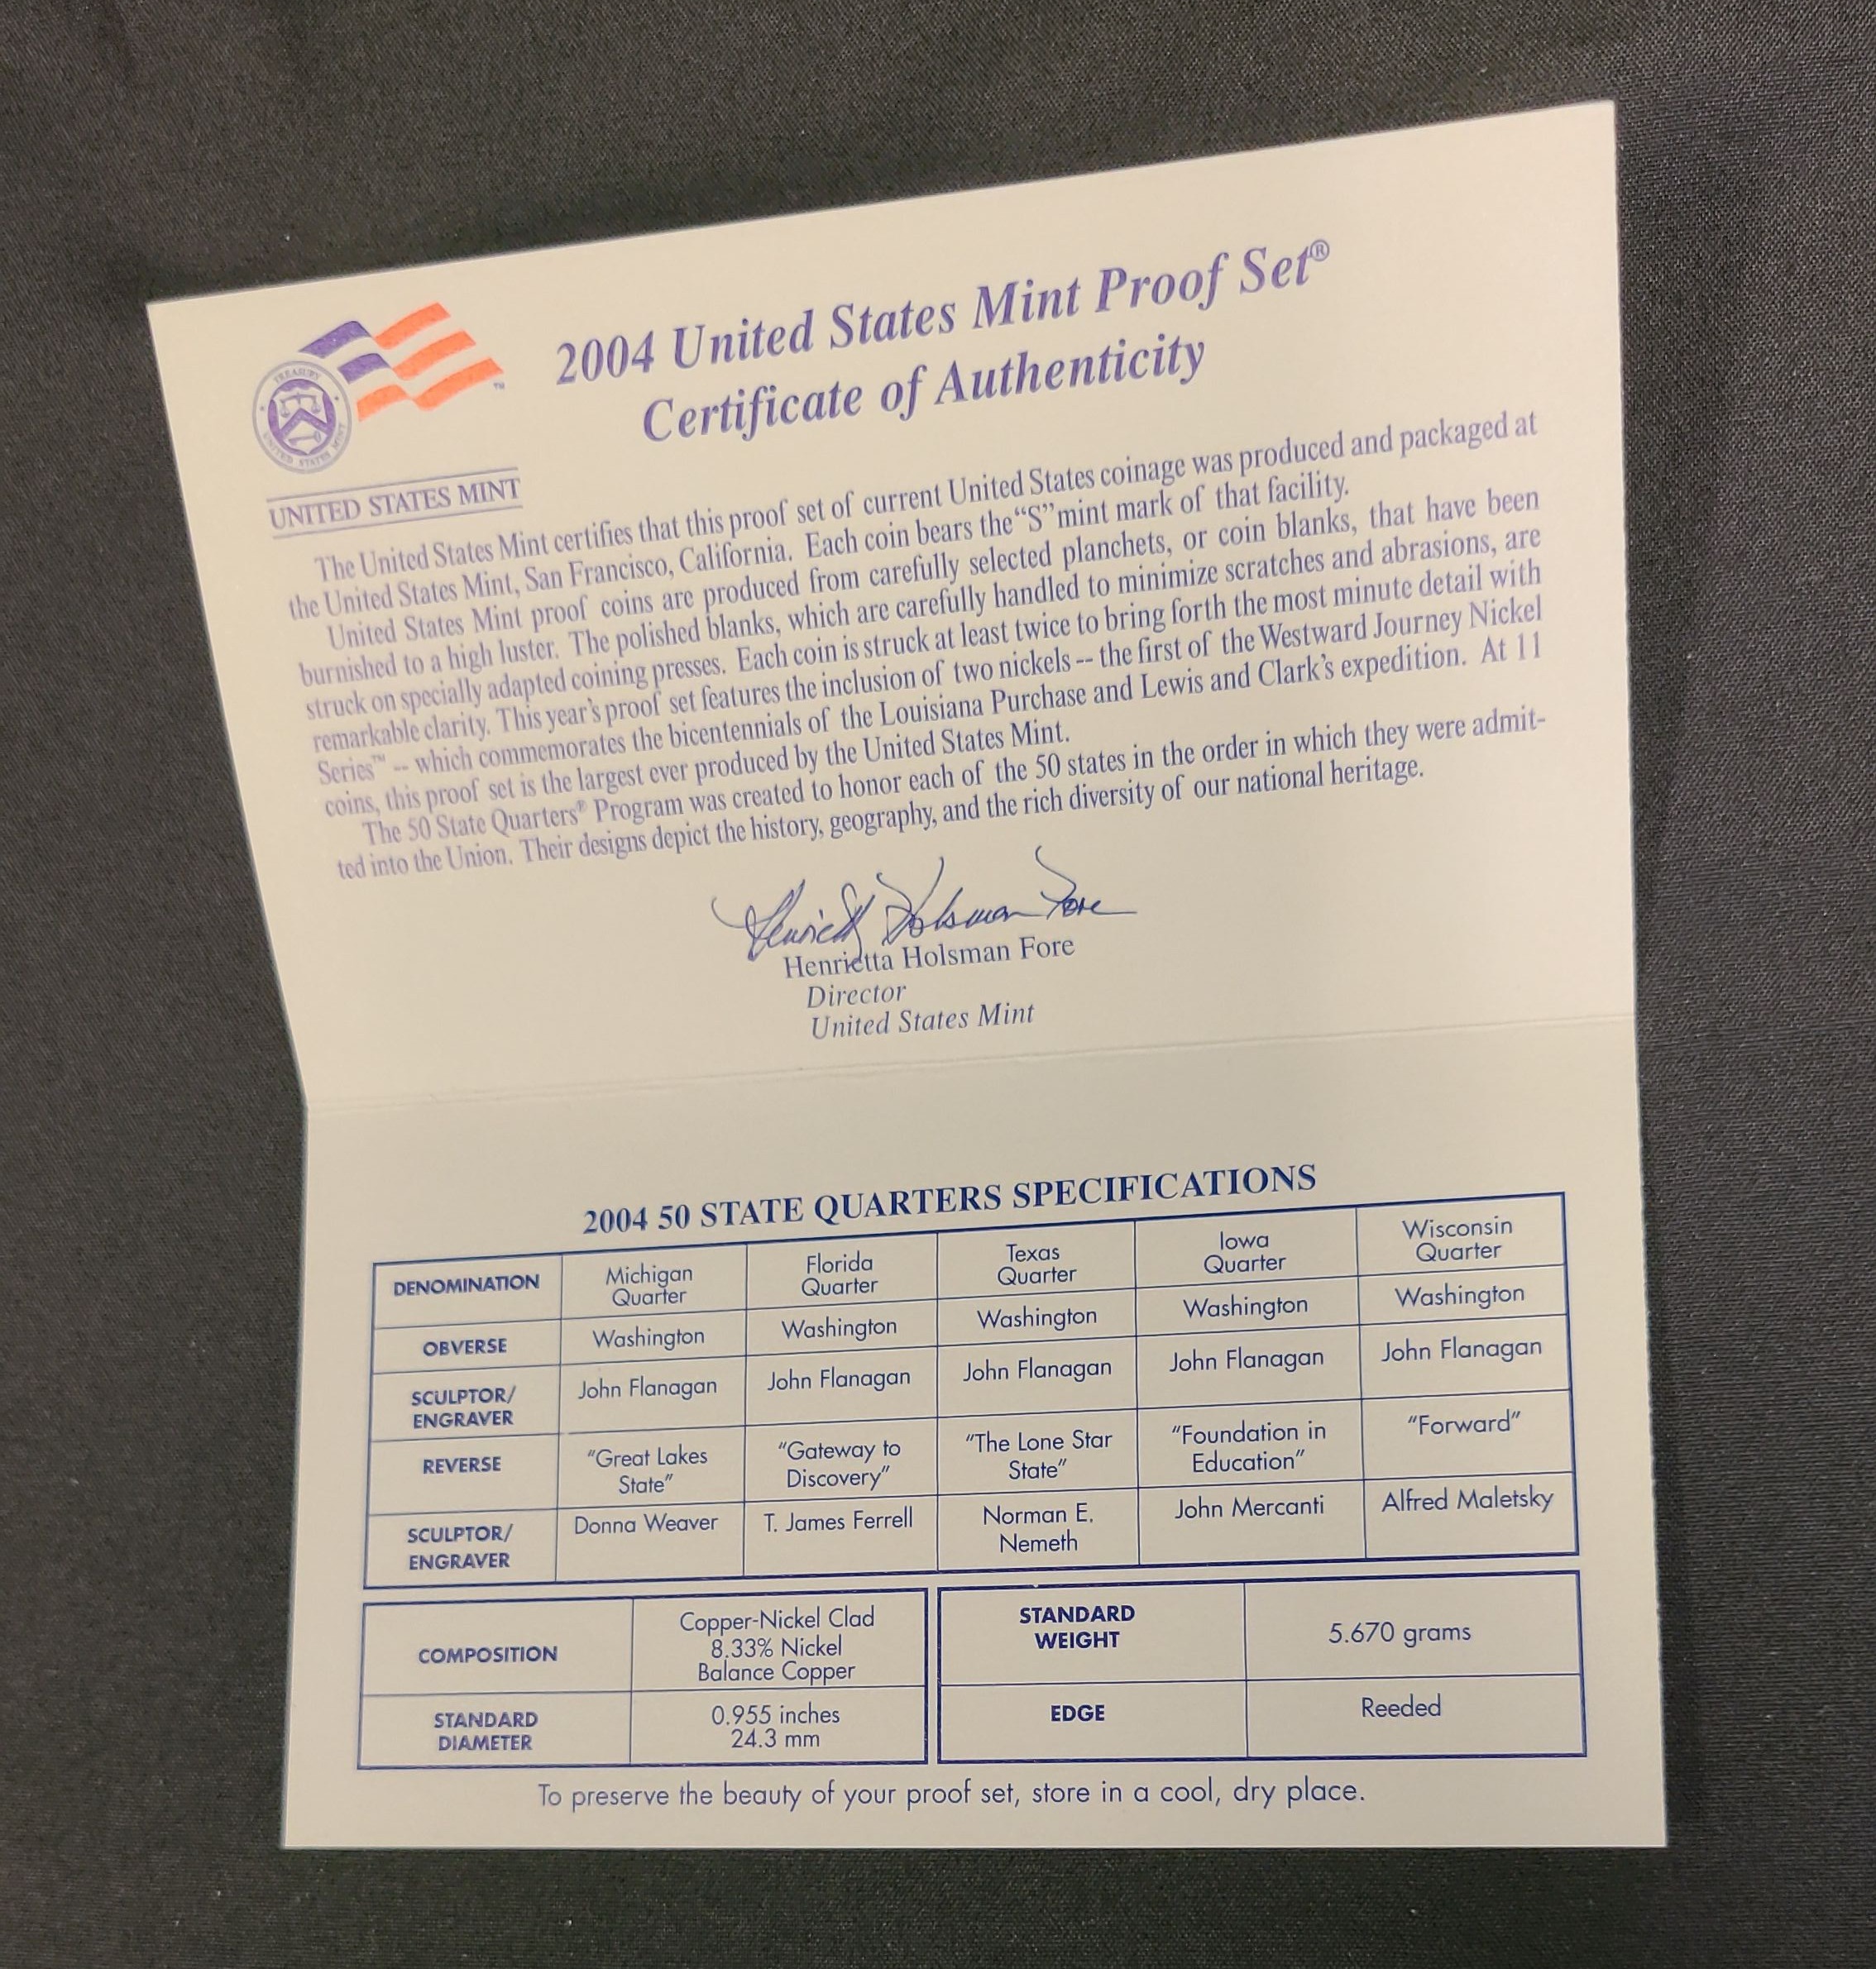 2004 United States Mint Proof Set®
Certificate of Authenticity
TREASURY
UNITED STATES MINT
™
UNITED STATES MINT
The United States Mint certifies that this proof set of current United States coinage was produced and packaged at
the United States Mint, San Francisco, California. Each coin bears the “S” mint mark of that facility.
United States Mint proof coins are produced from carefully selected planchets, or coin blanks, that have been
burnished to a high luster. The polished blanks, which are carefully handled to minimize scratches and abrasions, are
struck on specially adapted coining presses. Each coin is struck at least twice to bring forth the most minute detail with
remarkable clarity. This year’s proof set features the inclusion of two nickels -- the first of the Westward Journey Nickel
Series™ -- which commemorates the bicentennials of the Louisiana Purchase and Lewis and Clark’s expedition. At 11
coins, this proof set is the largest ever produced by the United States Mint.
The 50 State Quarters® Program was created to honor each of the 50 states in the order in which they were admit-
ted into the Union. Their designs depict the history, geography, and the rich diversity of our national heritage.
Henrietta Holsman Fore
Henrietta Holsman Fore
Director
United States Mint
2004 50 STATE QUARTERS SPECIFICATIONS
DENOMINATION Michigan Quarter Florida Quarter Texas Quarter Iowa Quarter Wisconsin Quarter
OBVERSE Washington Washington Washington Washington Washington
SCULPTOR/ ENGRAVER John Flanagan John Flanagan John Flanagan John Flanagan John Flanagan
REVERSE “Great Lakes State” “Gateway to Discovery” “The Lone Star State” “Foundation in Education” “Forward”
SCULPTOR/ ENGRAVER Donna Weaver T. James Ferrell Norman E. Nemeth John Mercanti Alfred Maletsky
COMPOSITION
Copper-Nickel Clad
8.33% Nickel
Balance Copper
STANDARD
DIAMETER
0.955 inches
24.3 mm
STANDARD
WEIGHT
5.670 grams
EDGE
Reeded
To preserve the beauty of your proof set, store in a cool, dry place.